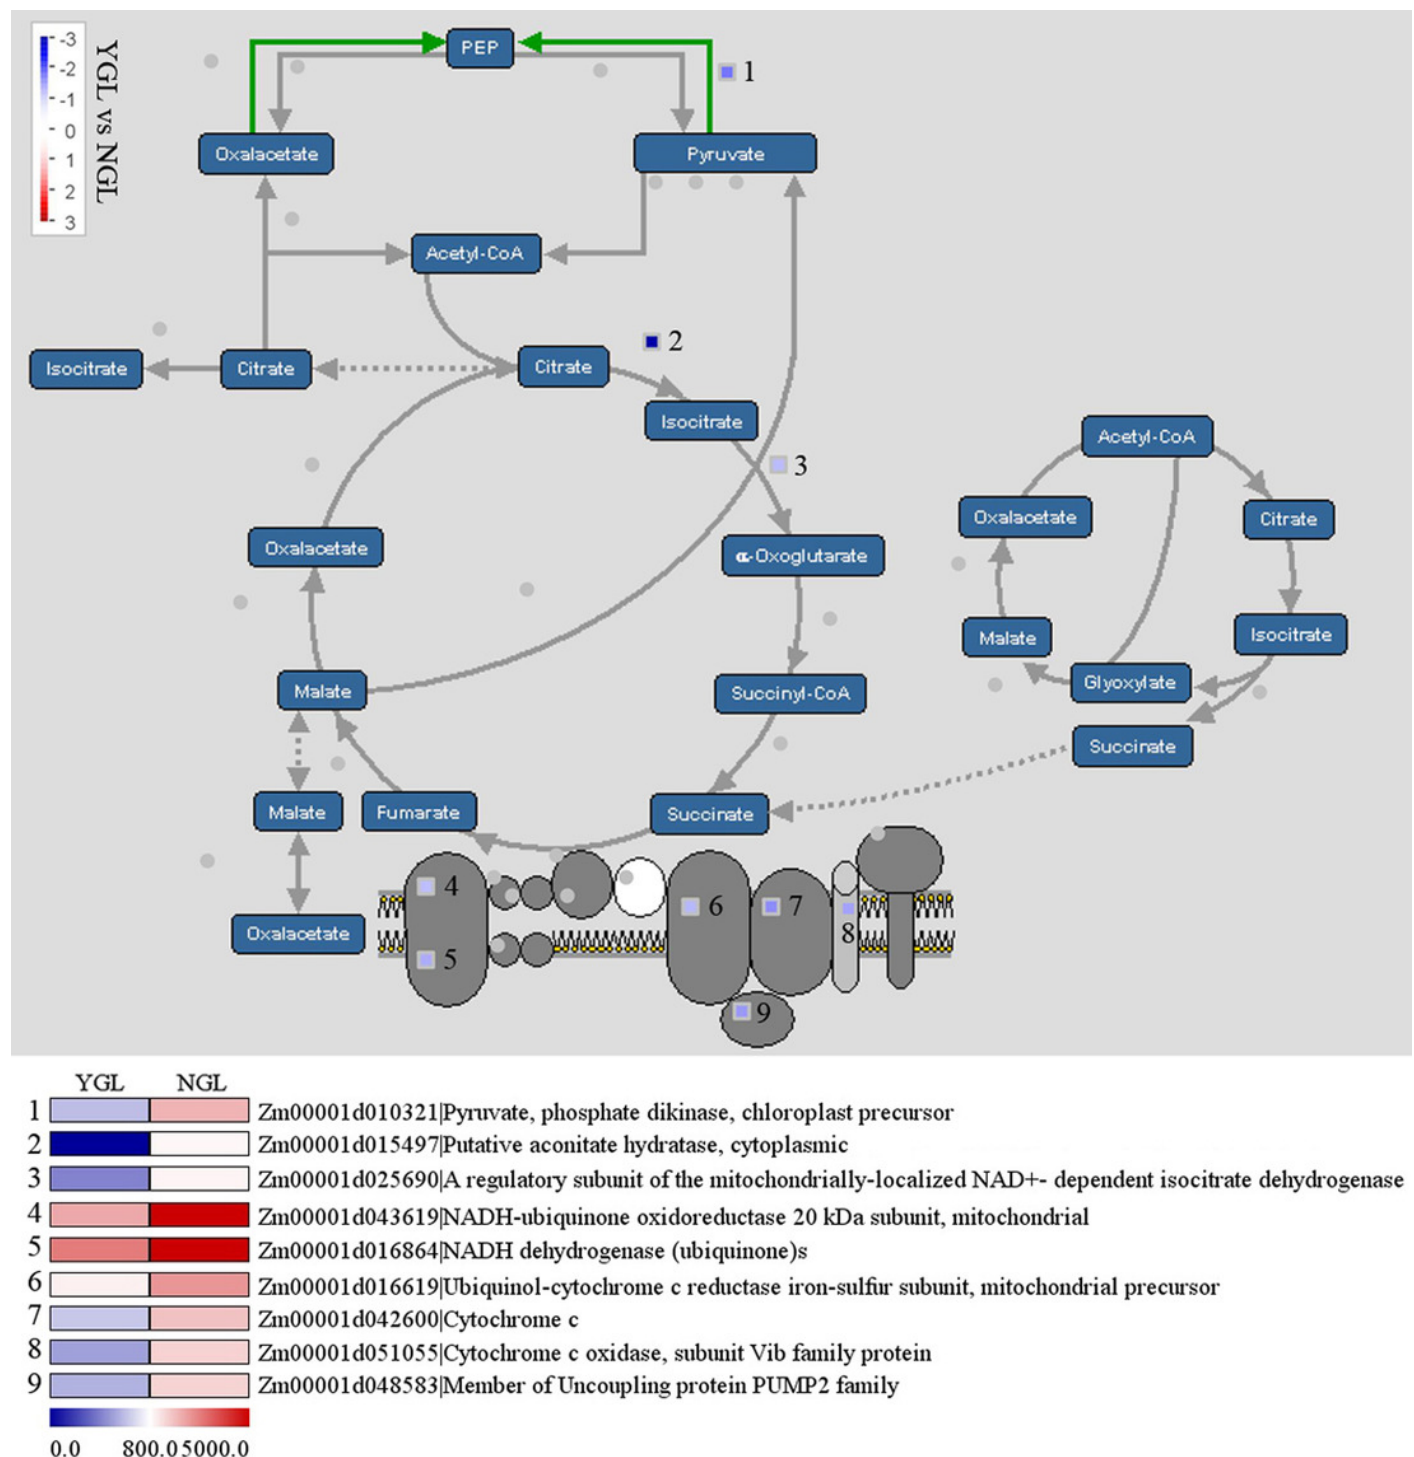 -3
-2
-1
0
1
2
3
YGL vs NGL
PEP
1
Oxalacetate
Pyruvate
Acetyl-CoA
Isocitrate
Citrate
Citrate
2
Isocitrate
3
Acetyl-CoA
Oxalacetate
Citrate
Oxalacetate
α-Oxoglutarate
Malate
Isocitrate
Malate
Succinyl-CoA
Glyoxylate
Succinate
Malate
Fumarate
Succinate
Oxalacetate
4
5
6
7
8
9
YGL NGL
1 Zm00001d010321|Pyruvate, phosphate dikinase, chloroplast precursor
2 Zm00001d015497|Putative aconitate hydratase, cytoplasmic
3 Zm00001d025690|A regulatory subunit of the mitochondrially-localized NAD+- dependent isocitrate dehydrogenase
4 Zm00001d043619|NADH-ubiquinone oxidoreductase 20 kDa subunit, mitochondrial
5 Zm00001d016864|NADH dehydrogenase (ubiquinone)s
6 Zm00001d016619|Ubiquinol-cytochrome c reductase iron-sulfur subunit, mitochondrial precursor
7 Zm00001d042600|Cytochrome c
8 Zm00001d051055|Cytochrome c oxidase, subunit Vib family protein
9 Zm00001d048583|Member of Uncoupling protein PUMP2 family
0.0 800.0 5000.0